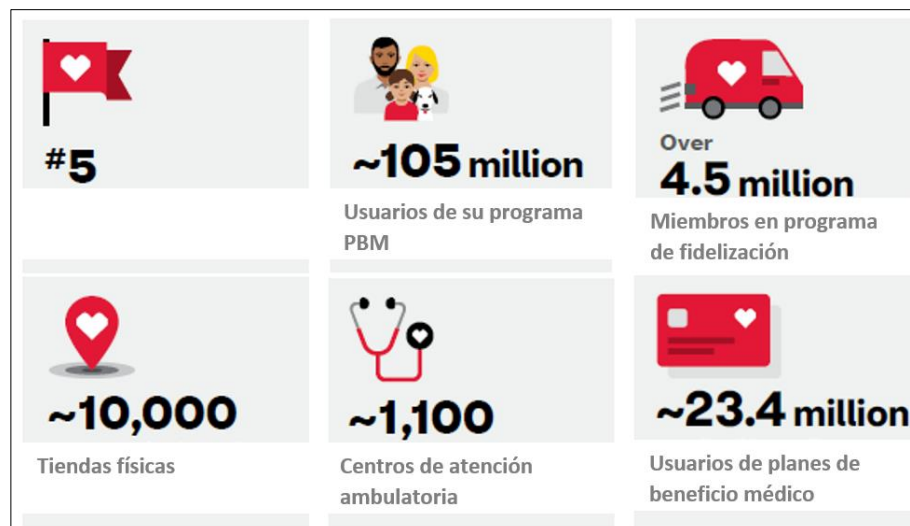 #5
~105 million
Usuarios de su programa
PBM
Over
4.5 million
Miembros en programa
de fidelización
~10,000
Tiendas físicas
~1,100
Centros de atención
ambulatoria
~23.4 million
Usuarios de planes de
beneficio médico